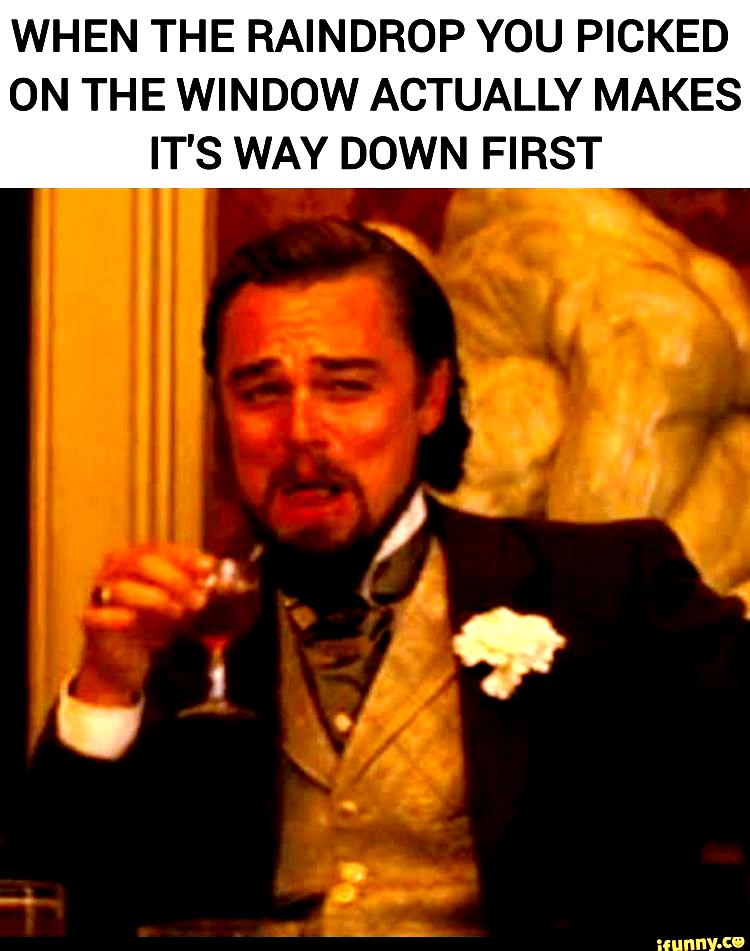 WHEN THE RAINDROP YOU PICKED
ON THE WINDOW ACTUALLY MAKES
IT'S WAY DOWN FIRST
ifunny.co